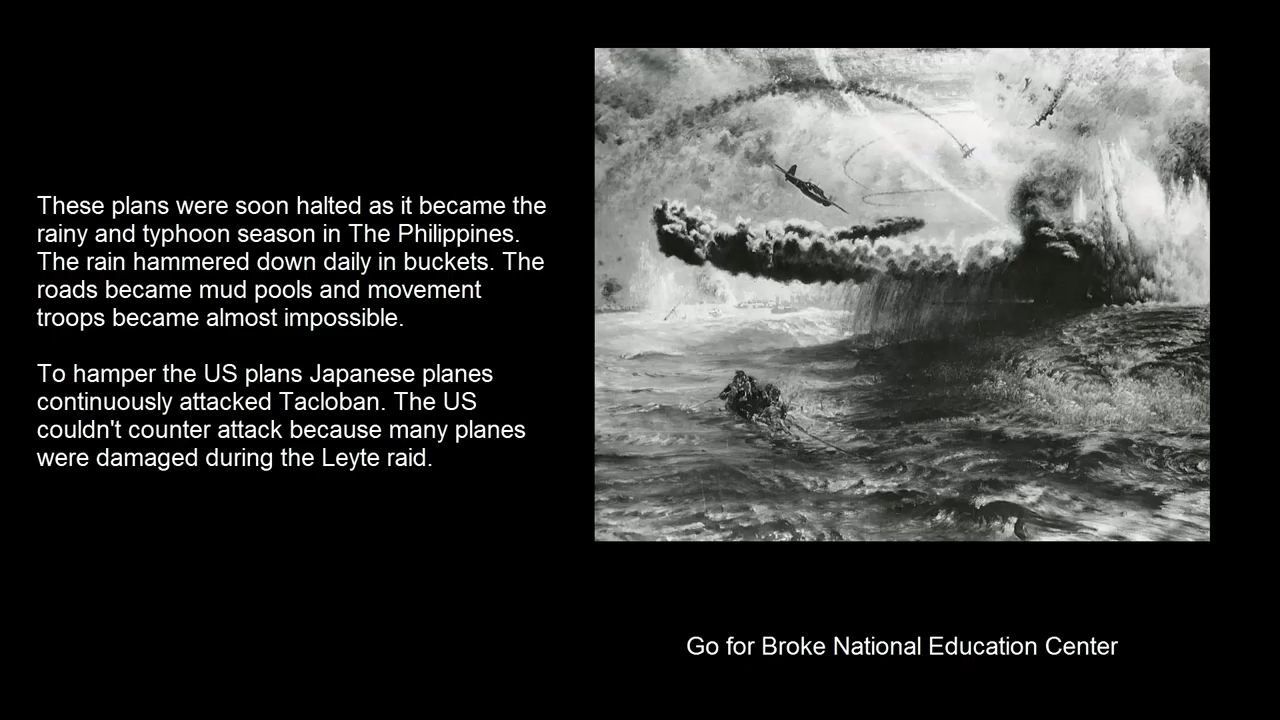 These plans were soon halted as it became the
rainy and typhoon season in The Philippines.
The rain hammered down daily in buckets. The
roads became mud pools and movement
troops became almost impossible.
To hamper the US plans Japanese planes
continuously attacked Tacloban. The US
couldn't counter attack because many planes
were damaged during the Leyte raid.
Go for Broke National Education Center